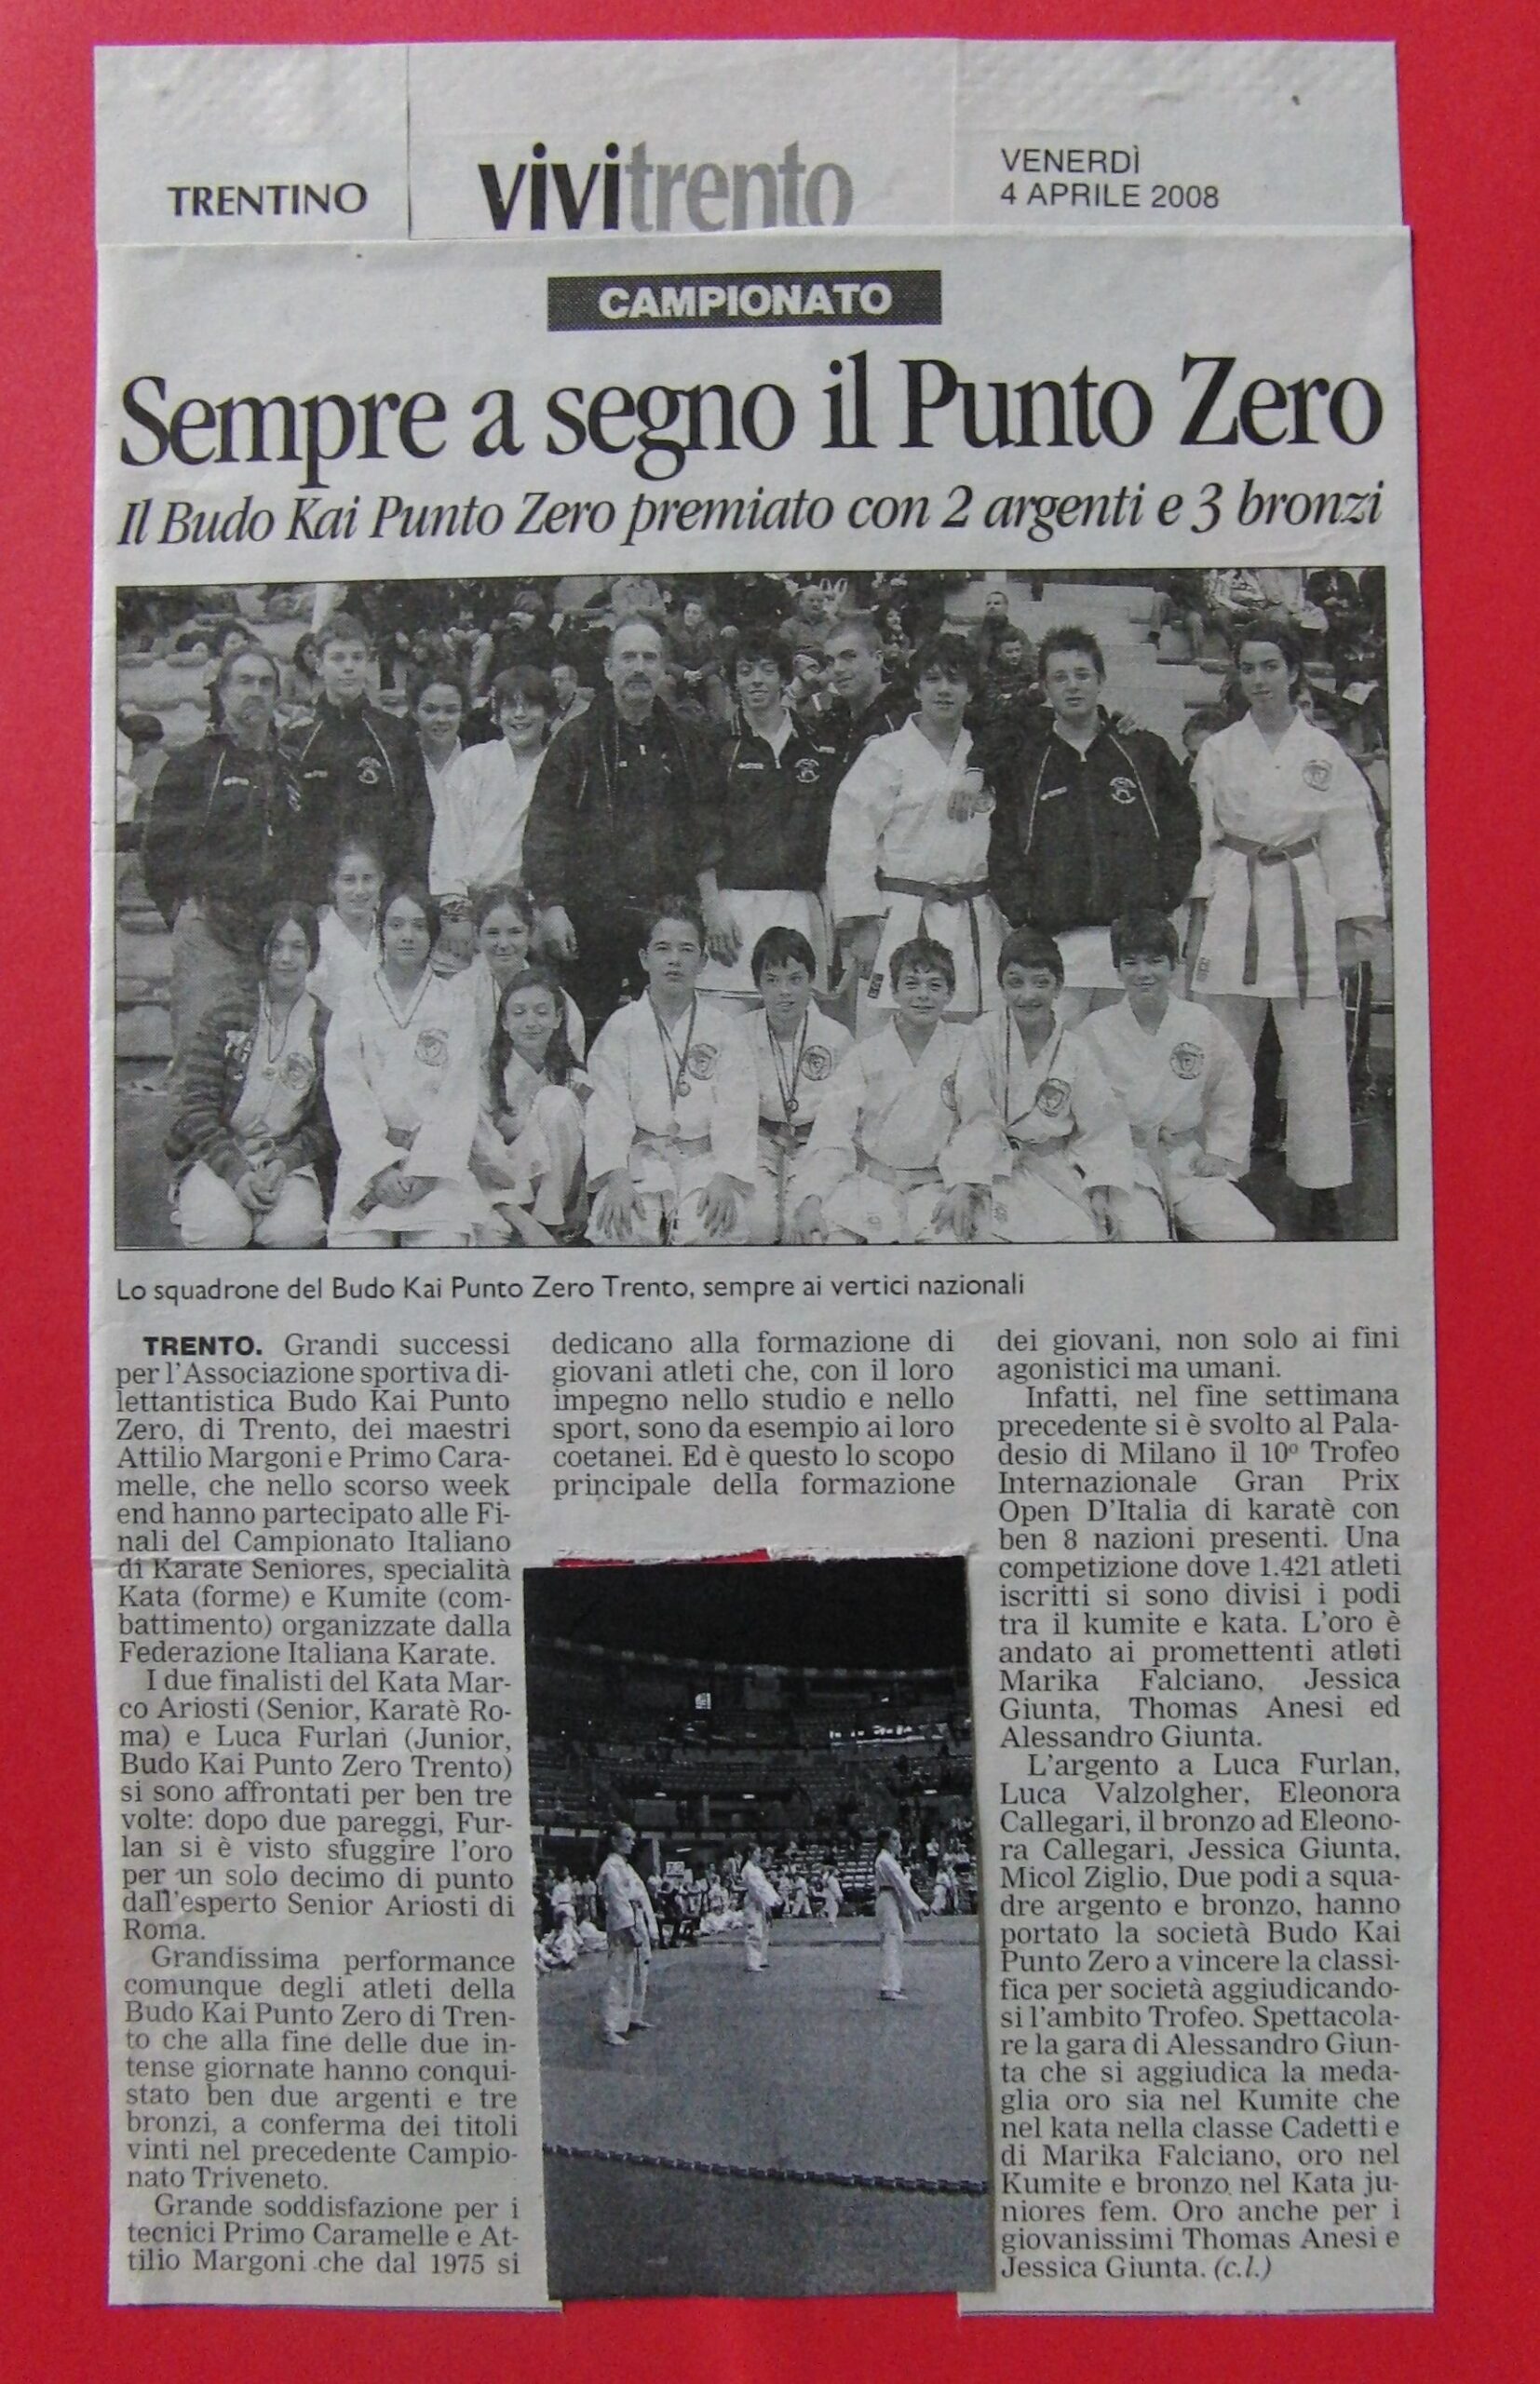 TRENTINO
vivitrento
VENERDÌ
4 APRILE 2008
CAMPIONATO
Sempre a segno il Punto Zero
Il Budo Kai Punto Zero premiato con 2 argenti e 3 bronzi
Lo squadrone del Budo Kai Punto Zero Trento, sempre ai vertici nazionali
TRENTO. Grandi successi
per l'Associazione sportiva di-
lettantistica Budo Kai Punto
Zero, di Trento, dei maestri
Attilio Margoni e Primo Cara-
melle, che nello scorso week
end hanno partecipato alle Fi-
nali del Campionato Italiano
di Karate Seniores, specialità
Kata (forme) e Kumite (com-
battimento) organizzate dalla
Federazione Italiana Karate.
I due finalisti del Kata Mar-
co Ariosti (Senior, Karatè Ro-
ma) e Luca Furlan (Junior,
Budo Kai Punto Zero Trento)
si sono affrontati per ben tre
volte: dopo due pareggi, Fur-
lan si è visto sfuggire l'oro
per un solo decimo di punto
dall'esperto Senior Ariosti di
Roma.
Grandissima performance
comunque degli atleti della
Budo Kai Punto Zero di Tren-
to che alla fine delle due in-
tense giornate hanno conqui-
stato ben due argenti e tre
bronzi, a conferma dei titoli
vinti nel precedente Campio-
nato Triveneto.
Grande soddisfazione per i
tecnici Primo Caramelle e At-
tilio Margoni che dal 1975 si
dedicano alla formazione di
giovani atleti che, con il loro
impegno nello studio e nello
sport, sono da esempio ai loro
coetanei. Ed è questo lo scopo
principale della formazione
dei giovani, non solo ai fini
agonistici ma umani.
Infatti, nel fine settimana
precedente si è svolto al Pala-
desio di Milano il 10º Trofeo
Internazionale Gran Prix
Open D'Italia di karatè con
ben 8 nazioni presenti. Una
competizione dove 1.421 atleti
iscritti si sono divisi i podi
tra il kumite e kata. L'oro è
andato ai promettenti atleti
Marika Falciano, Jessica
Giunta, Thomas Anesi ed
Alessandro Giunta.
L'argento a Luca Furlan,
Luca Valzolgher, Eleonora
Callegari, il bronzo ad Eleono-
ra Callegari, Jessica Giunta,
Micol Ziglio, Due podi a squa-
dre argento e bronzo, hanno
portato la società Budo Kai
Punto Zero a vincere la classi-
fica per società aggiudicando-
si l'ambito Trofeo. Spettacola-
re la gara di Alessandro Giun-
ta che si aggiudica la meda-
glia oro sia nel Kumite che
nel kata nella classe Cadetti e
di Marika Falciano, oro nel
Kumite e bronzo nel Kata ju-
niores fem. Oro anche per i
giovanissimi Thomas Anesi e
Jessica Giunta. (c.l.)